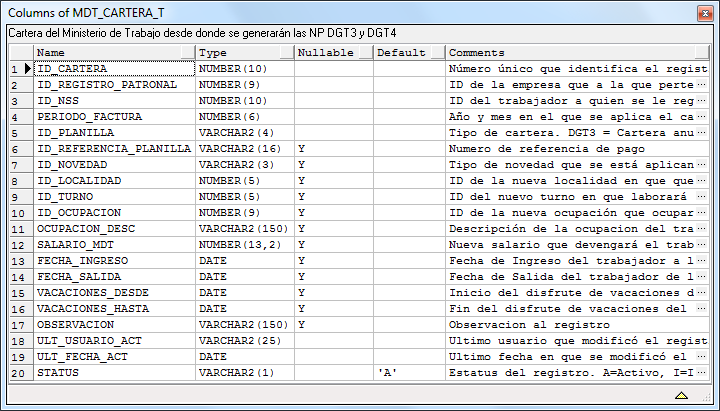 Columns of MDT_CARTERA_T
Cartera del Ministerio de Trabajo desde donde se generarán las NP DGT3 y DGT4
Name Type Nullable Default Comments
1 ID_CARTERA NUMBER(10) Número único que identifica el regist
2 ID_REGISTRO_PATRONAL NUMBER(9) ID de la empresa que a la que perte ...
3 ID_NSS NUMBER(10) ID del trabajador a quien se le reg ...
4 PERIODO_FACTURA NUMBER(6) Año y mes en el que se aplica el ca ...
5 ID_PLANILLA VARCHAR2(4) Tipo de cartera. DGT3 = Cartera anu ...
6 ID_REFERENCIA_PLANILLA VARCHAR2(16) Y Numero de referencia de pago ...
7 ID_NOVEDAD VARCHAR2(3) Y Tipo de novedad que se está aplican ...
8 ID_LOCALIDAD NUMBER(5) Y ID de la nueva localidad en que que ...
9 ID_TURNO NUMBER(5) Y ID del nuevo turno en que laborará ...
10 ID_OCUPACION NUMBER(9) Y ID de la nueva ocupación que ocupar ...
11 OCUPACION_DESC VARCHAR2(150) Y Descripción de la ocupacion del tra ...
12 SALARIO_MDT NUMBER(13,2) Y Nueva salario que devengará el trab ...
13 FECHA_INGRESO DATE Y Fecha de Ingreso del trabajador a l ...
14 FECHA_SALIDA DATE Y Fecha de Salida del trabajador de l ...
15 VACACIONES_DESDE DATE Y Inicio del disfrute de vacaciones d ...
16 VACACIONES_HASTA DATE Y Fin del disfrute de vacaciones del ...
17 OBSERVACION VARCHAR2(150) Y Observacion al registro ...
18 ULT_USUARIO_ACT VARCHAR2(25) Ultimo usuario que modificó el regist ...
19 ULT_FECHA_ACT DATE Ultimo fecha en que se modificó el ...
20 STATUS VARCHAR2(1) 'A' Estatus del registro. A=Activo, I=I ...